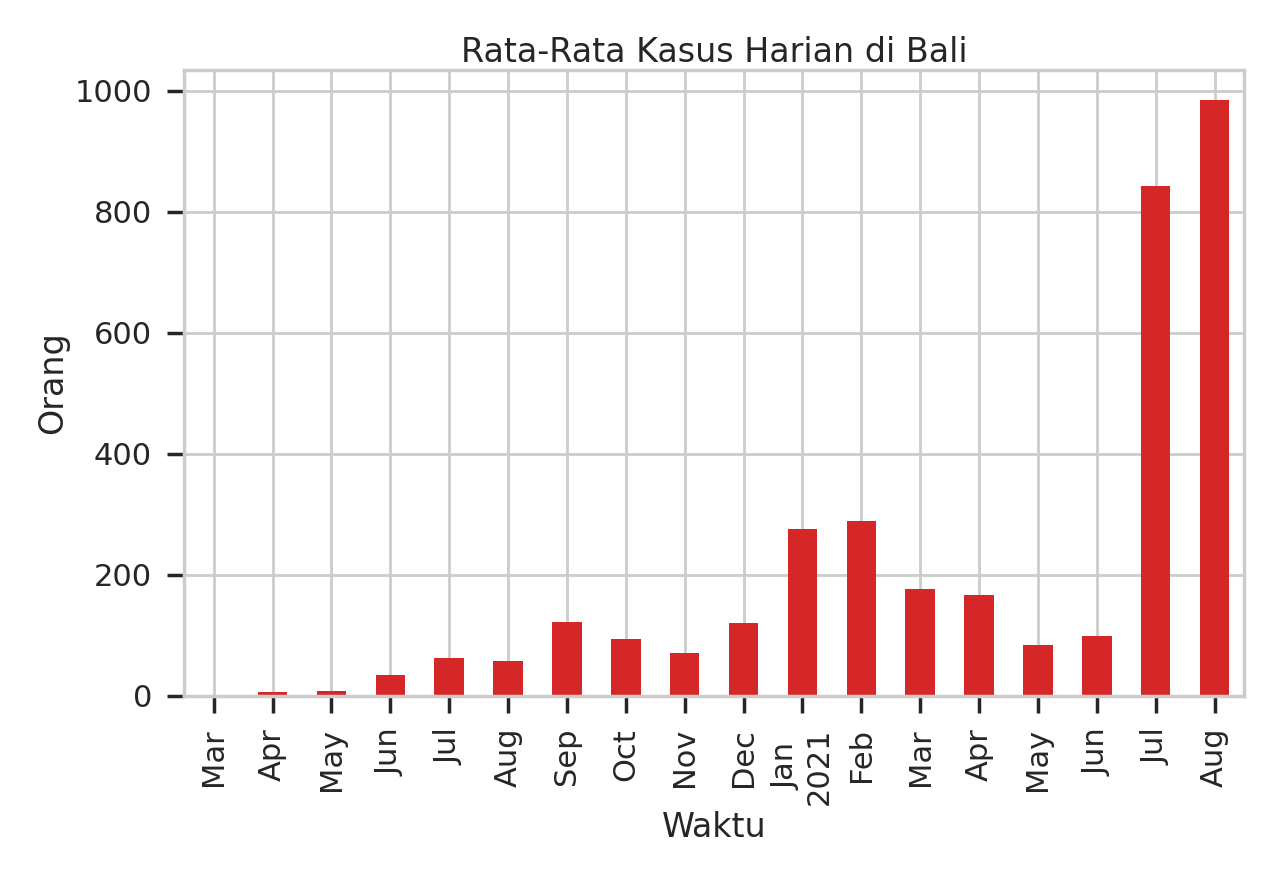 Rata-Rata Kasus Harian di Bali
1000
800
600
400
200
0
Orang
Mar
Apr
May
Jun
Jul
Aug
Sep
Oct
Nov
Dec
Jan
2021
Feb
Mar
Apr
May
Jun
Jul
Aug
Waktu